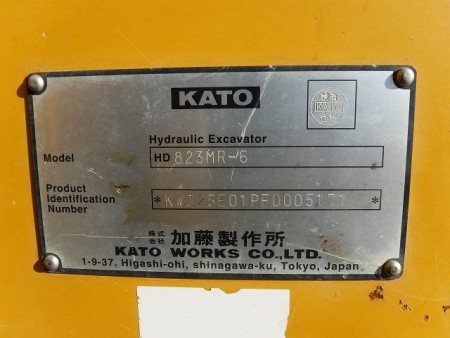 KATO
KATO
Hydraulic Excavator
Model HD 823MR-6
Product
Identification
Number
株式
会社 加藤製作所
KATO WORKS CO.,LTD.
1-9-37, Higashi-ohi, shinagawa-ku, Tokyo, Japan